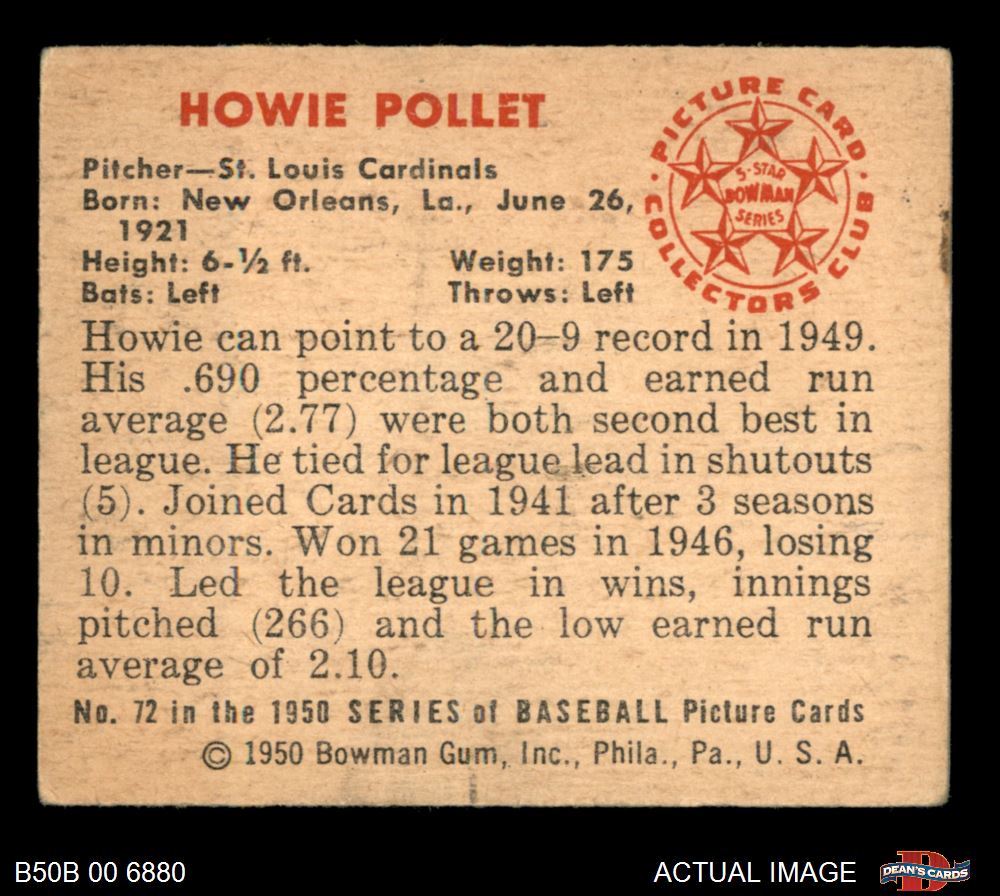 HOWIE POLLET
Pitcher—St. Louis Cardinals
Born: New Orleans, La., June 26,
1921
Height: 6-½ ft. Weight: 175
Bats: Left Throws: Left
PICTURE CARD
COLLECTORS CLUB
5-STAR
BOWMAN
SERIES
Howie can point to a 20–9 record in 1949.
His .690 percentage and earned run
average (2.77) were both second best in
league. He tied for league lead in shutouts
(5). Joined Cards in 1941 after 3 seasons
in minors. Won 21 games in 1946, losing
10. Led the league in wins, innings
pitched (266) and the low earned run
average of 2.10.
No. 72 in the 1950 SERIES of BASEBALL Picture Cards
© 1950 Bowman Gum, Inc., Phila., Pa., U. S. A.
B50B 00 6880
ACTUAL IMAGE
D
DEAN'S CARDS